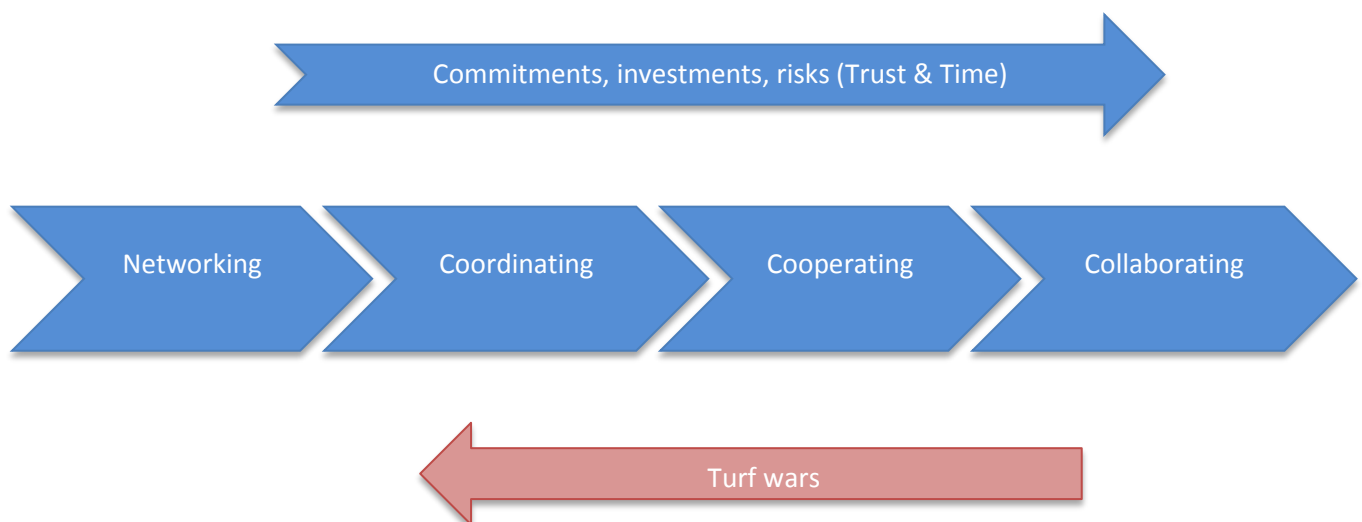 Commitments, investments, risks (Trust & Time)
Networking
Coordinating
Cooperating
Collaborating
Turf wars